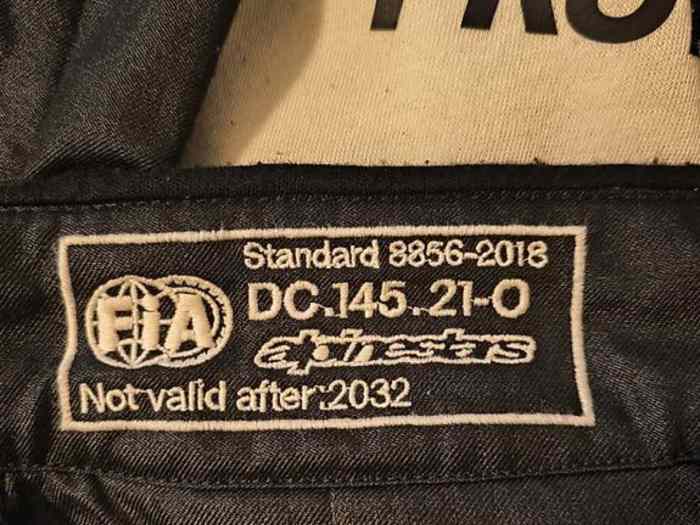 Standard 8856-2018
FiA
DC.145..21-O
alpinestars
Not valid after:2032